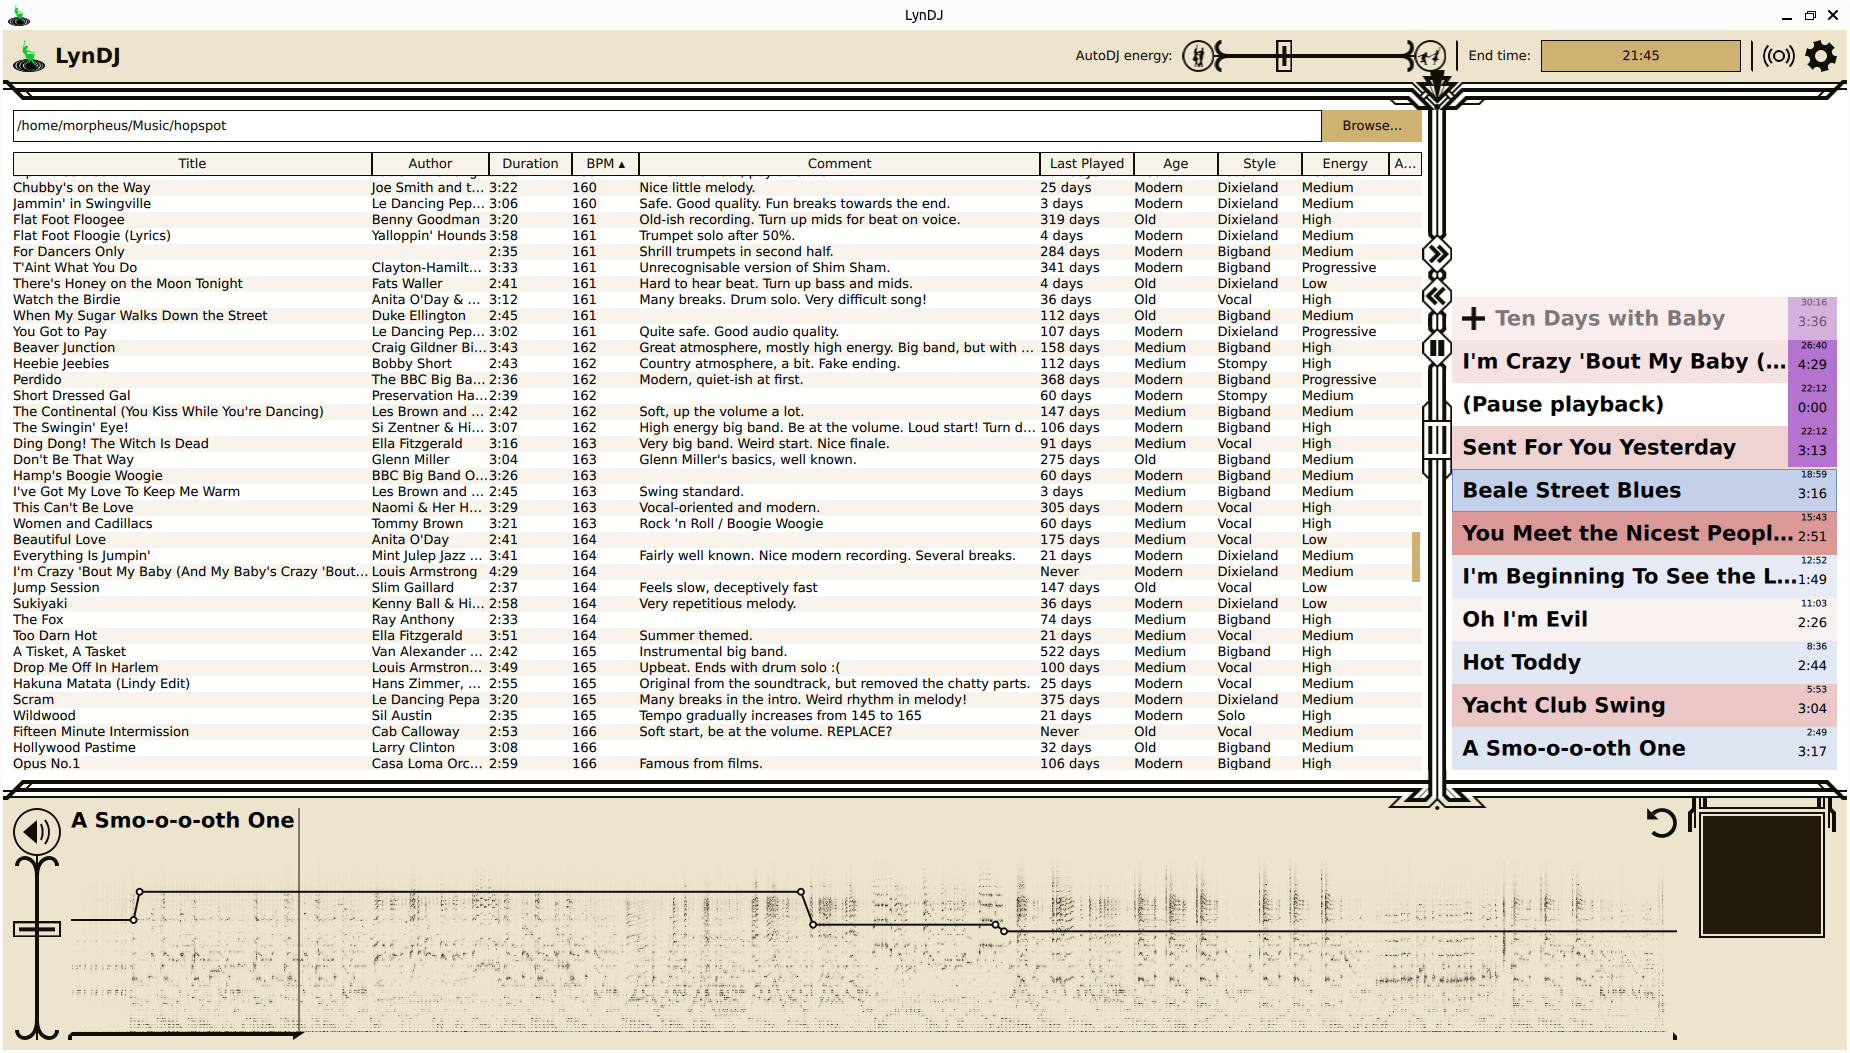 LynDJ
LynDJ AutoDJ energy: End time: 21:45
/home/morpheus/Music/hopspot Browse...
Title Author Duration BPM ▴ Comment Last Played Age Style Energy A...
Chubby's on the Way Joe Smith and t... 3:22 160 Nice little melody. 25 days Modern Dixieland Medium
Jammin' in Swingville Le Dancing Pep... 3:06 160 Safe. Good quality. Fun breaks towards the end. 3 days Modern Dixieland Medium
Flat Foot Floogee Benny Goodman 3:20 161 Old-ish recording. Turn up mids for beat on voice. 319 days Old Dixieland High
Flat Foot Floogie (Lyrics) Yalloppin' Hounds 3:58 161 Trumpet solo after 50%. 4 days Modern Dixieland Medium
For Dancers Only 2:35 161 Shrill trumpets in second half. 284 days Medium Bigband Medium
T'Aint What You Do Clayton-Hamilt... 3:33 161 Unrecognisable version of Shim Sham. 341 days Modern Bigband Progressive
There's Honey on the Moon Tonight Fats Waller 2:41 161 Hard to hear beat. Turn up bass and mids. 4 days Old Dixieland Low
Watch the Birdie Anita O'Day & ... 3:12 161 Many breaks. Drum solo. Very difficult song! 36 days Old Vocal High
When My Sugar Walks Down the Street Duke Ellington 2:45 161 112 days Old Bigband Medium
You Got to Pay Le Dancing Pep... 3:02 161 Quite safe. Good audio quality. 107 days Modern Dixieland Progressive
Beaver Junction Craig Gildner Bi... 3:43 162 Great atmosphere, mostly high energy. Big band, but with ... 158 days Medium Bigband High
Heebie Jeebies Bobby Short 2:43 162 Country atmosphere, a bit. Fake ending. 112 days Medium Stompy High
Perdido The BBC Big Ba... 2:36 162 Modern, quiet-ish at first. 368 days Modern Bigband Progressive
Short Dressed Gal Preservation Ha... 2:39 162 60 days Modern Stompy Medium
The Continental (You Kiss While You're Dancing) Les Brown and ... 2:42 162 Soft, up the volume a lot. 147 days Medium Bigband Medium
The Swingin' Eye! Si Zentner & Hi... 3:07 162 High energy big band. Be at the volume. Loud start! Turn d... 106 days Modern Bigband High
Ding Dong! The Witch Is Dead Ella Fitzgerald 3:16 163 Very big band. Weird start. Nice finale. 91 days Medium Vocal High
Don't Be That Way Glenn Miller 3:04 163 Glenn Miller's basics, well known. 275 days Old Bigband Medium
Hamp's Boogie Woogie BBC Big Band O... 3:26 163 60 days Modern Bigband Medium
I've Got My Love To Keep Me Warm Les Brown and ... 2:45 163 Swing standard. 3 days Medium Bigband Medium
This Can't Be Love Naomi & Her H... 3:29 163 Vocal-oriented and modern. 305 days Modern Vocal High
Women and Cadillacs Tommy Brown 3:21 163 Rock 'n Roll / Boogie Woogie 60 days Medium Vocal High
Beautiful Love Anita O'Day 2:41 164 175 days Medium Vocal Low
Everything Is Jumpin' Mint Julep Jazz ... 3:41 164 Fairly well known. Nice modern recording. Several breaks. 21 days Modern Dixieland Medium
I'm Crazy 'Bout My Baby (And My Baby's Crazy 'Bout... Louis Armstrong 4:29 164 Never Modern Dixieland Medium
Jump Session Slim Gaillard 2:37 164 Feels slow, deceptively fast 147 days Old Vocal Low
Sukiyaki Kenny Ball & Hi... 2:58 164 Very repetitious melody. 36 days Modern Dixieland Low
The Fox Ray Anthony 2:33 164 74 days Medium Bigband High
Too Darn Hot Ella Fitzgerald 3:51 164 Summer themed. 21 days Medium Vocal Medium
A Tisket, A Tasket Van Alexander ... 2:42 165 Instrumental big band. 522 days Medium Bigband High
Drop Me Off In Harlem Louis Armstron... 3:49 165 Upbeat. Ends with drum solo :( 100 days Medium Vocal High
Hakuna Matata (Lindy Edit) Hans Zimmer, ... 2:55 165 Original from the soundtrack, but removed the chatty parts. 25 days Modern Vocal Medium
Scram Le Dancing Pepa 3:20 165 Many breaks in the intro. Weird rhythm in melody! 375 days Modern Dixieland Medium
Wildwood Sil Austin 2:35 165 Tempo gradually increases from 145 to 165 21 days Modern Solo High
Fifteen Minute Intermission Cab Calloway 2:53 166 Soft start, be at the volume. REPLACE? Never Old Vocal Medium
Hollywood Pastime Larry Clinton 3:08 166 32 days Old Bigband Medium
Opus No.1 Casa Loma Orc... 2:59 166 Famous from films. 106 days Modern Bigband High
30:16
+ Ten Days with Baby 3:36
26:40
I'm Crazy 'Bout My Baby (... 4:29
22:12
(Pause playback) 0:00
22:12
Sent For You Yesterday 3:13
18:59
Beale Street Blues 3:16
15:43
You Meet the Nicest Peopl... 2:51
12:52
I'm Beginning To See the L... 1:49
11:03
Oh I'm Evil 2:26
8:36
Hot Toddy 2:44
5:53
Yacht Club Swing 3:04
2:49
A Smo-o-o-oth One 3:17
A Smo-o-o-oth One